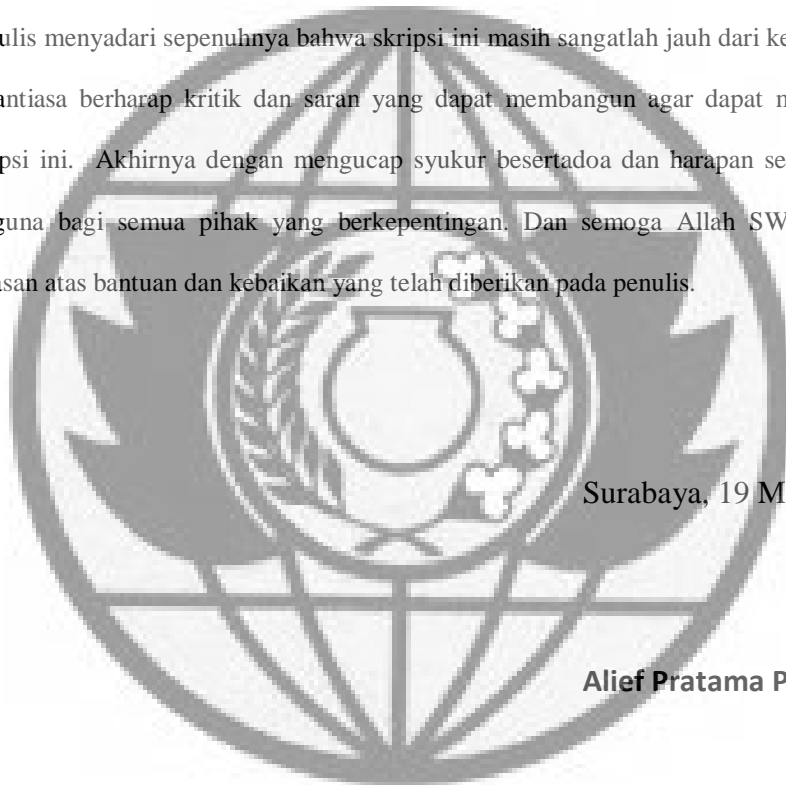 ulis menyadari sepenuhnya bahwa skripsi ini masih sangatlah jauh dari ke
antiasa berharap kritik dan saran yang dapat membangun agar dapat m
psi ini. Akhirnya dengan mengucap syukur besertadoa dan harapan se
guna bagi semua pihak yang berkepentingan. Dan semoga Allah SW
asan atas bantuan dan kebaikan yang telah diberikan pada penulis.
Surabaya, 19 M
Alief Pratama P